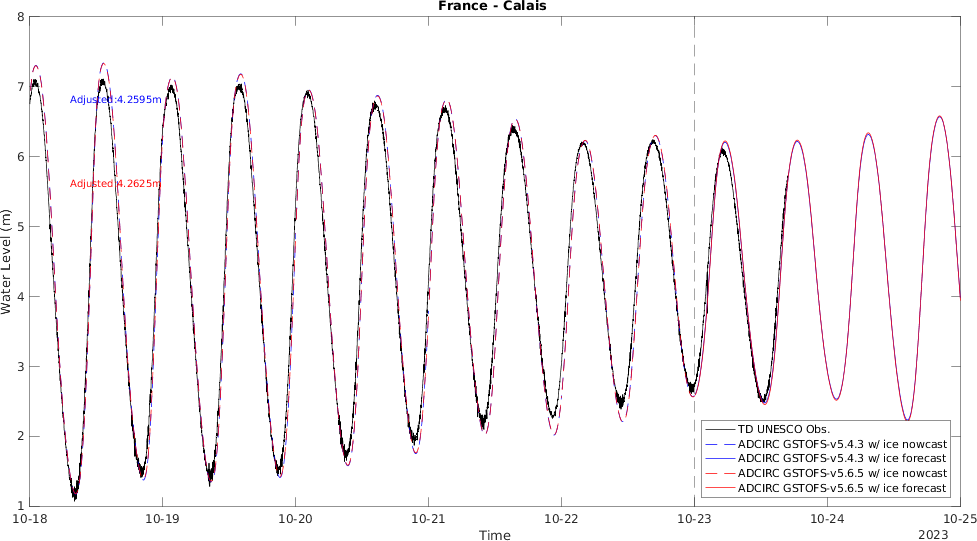 France - Calais
8
7
6
5
4
3
2
1
Water Level (m)
Adjusted:4.2595m
Adjusted:4.2625m
TD UNESCO Obs.
ADCIRC GSTOFS-v5.4.3 w/ ice nowcast
ADCIRC GSTOFS-v5.4.3 w/ ice forecast
ADCIRC GSTOFS-v5.6.5 w/ ice nowcast
ADCIRC GSTOFS-v5.6.5 w/ ice forecast
10-18 10-19 10-20 10-21 10-22 10-23 10-24 10-25
Time
2023